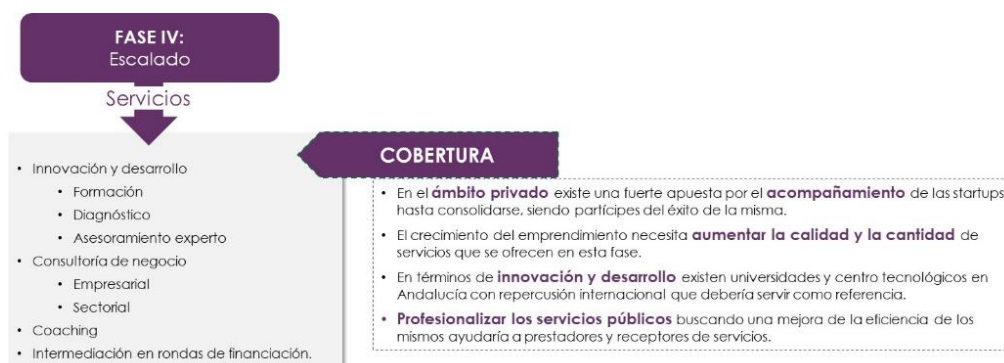 FASE IV:
Escalado
Servicios
• Innovación y desarrollo
• Formación
• Diagnóstico
• Asesoramiento experto
• Consultoría de negocio
• Empresarial
• Sectorial
• Coaching
• Intermediación en rondas de financiación.
COBERTURA
• En el ámbito privado existe una fuerte apuesta por el acompañamiento de las startups
hasta consolidarse, siendo partícipes del éxito de la misma.
• El crecimiento del emprendimiento necesita aumentar la calidad y la cantidad de
servicios que se ofrecen en esta fase.
• En términos de innovación y desarrollo existen universidades y centro tecnológicos en
Andalucía con repercusión internacional que debería servir como referencia.
• Profesionalizar los servicios públicos buscando una mejora de la eficiencia de los
mismos ayudaría a prestadores y receptores de servicios.